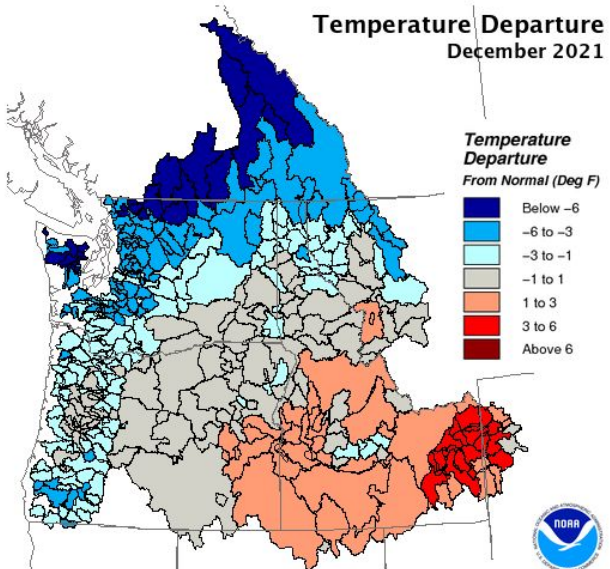 Temperature Departure
December 2021
Temperature
Departure
From Normal (Deg F)
Below -6
-6 to -3
-3 to -1
-1 to 1
1 to 3
3 to 6
Above 6
NOAA